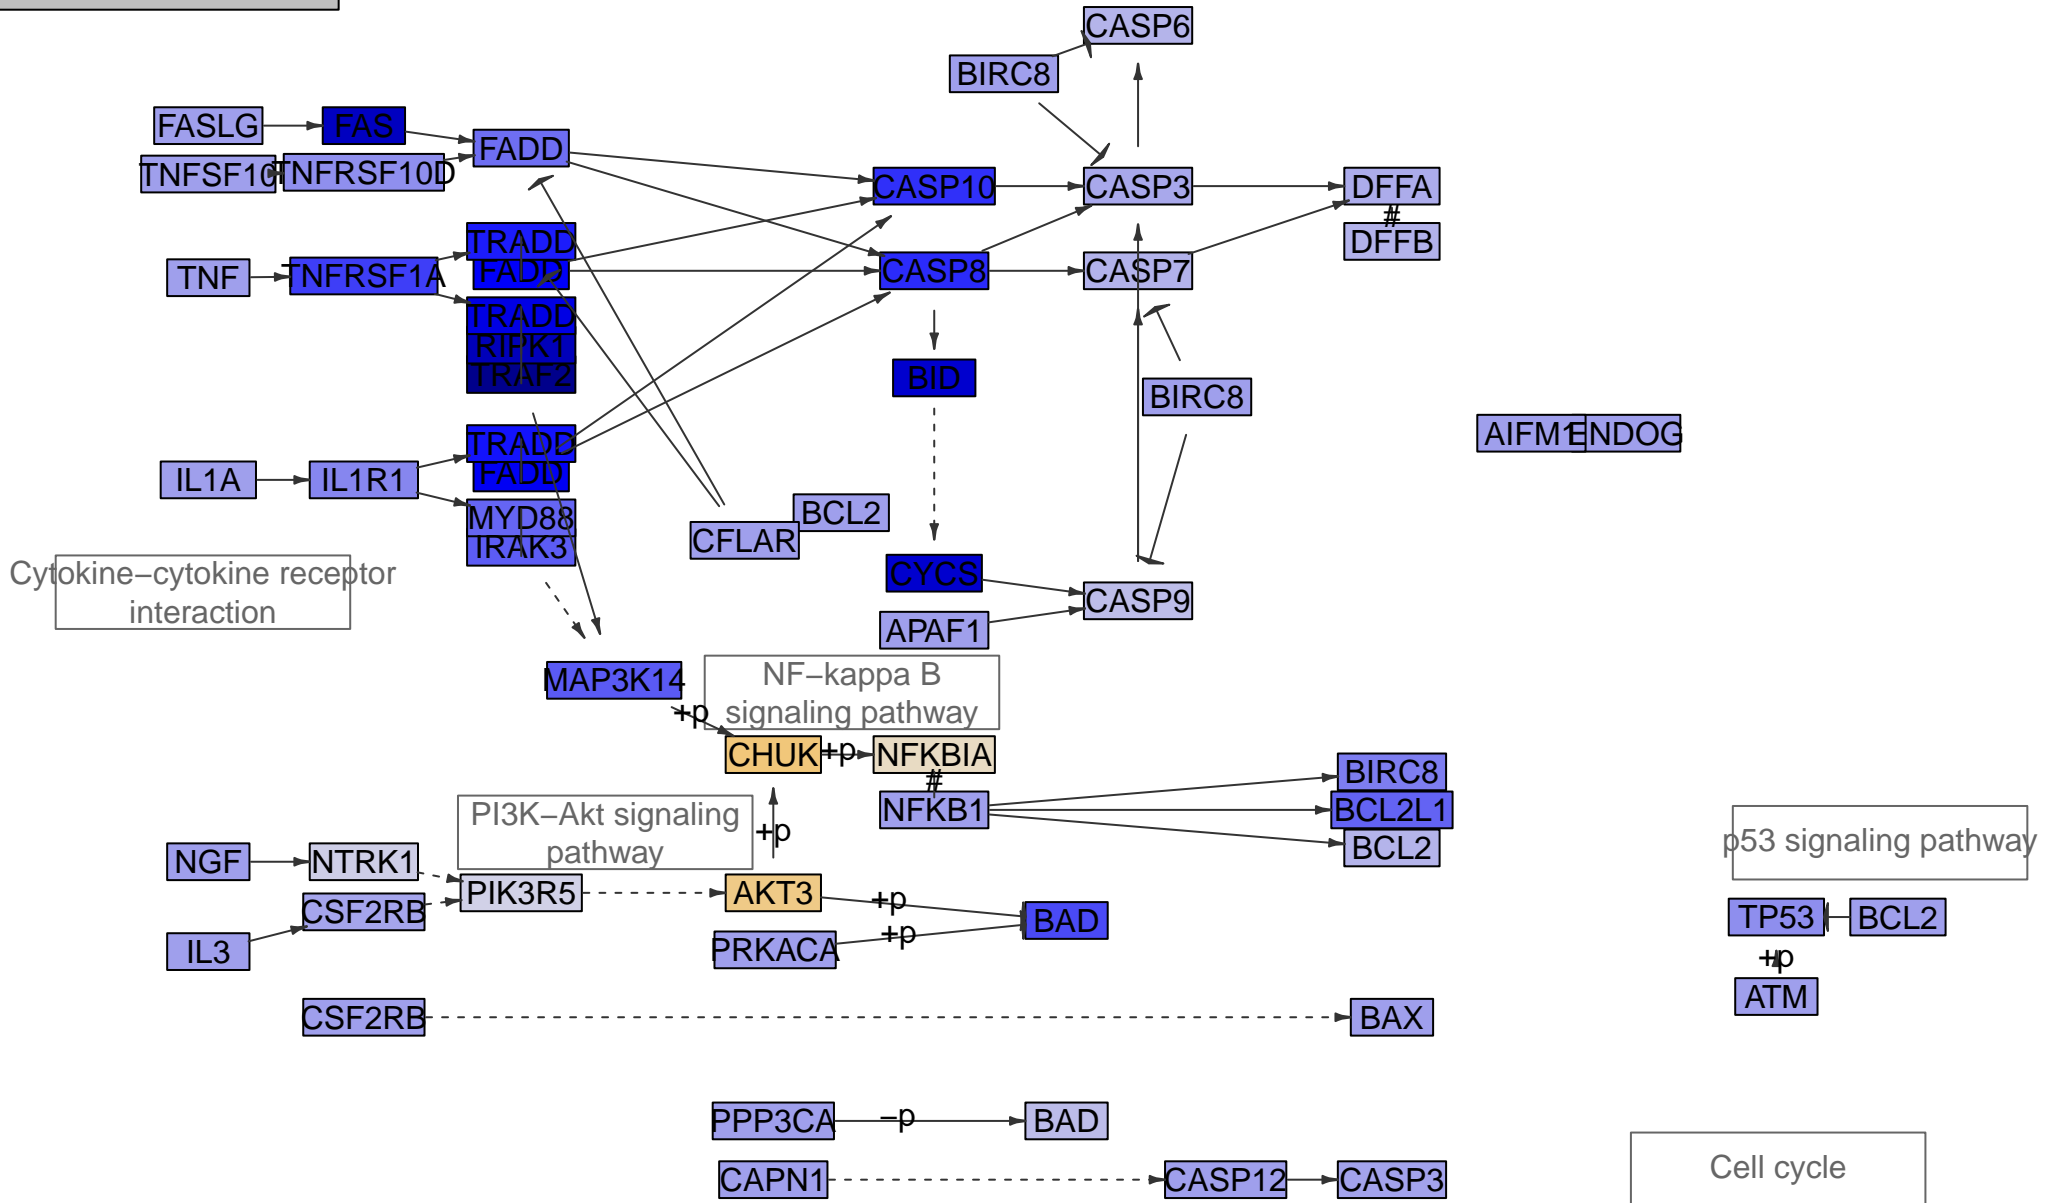 CASP6
BIRC8
FASLG
FAS
FADD
TNFSF10
TNFRSF10D
CASP10
CASP3
DFFA
#
DFFB
TRADD
FADD
TNF
TNFRSF1A
CASP8
CASP7
TRADD
RIPK1
TRAF2
BID
BIRC8
AIFM1
ENDOG
TRADD
FADD
IL1A
IL1R1
MYD88
IRAK3
BCL2
CFLAR
Cytokine−cytokine receptor
interaction
CYCS
CASP9
APAF1
MAP3K14
NF−kappa B
signaling pathway
+p
CHUK
+p
NFKBIA
#
NFKB1
BIRC8
BCL2L1
BCL2
PI3K−Akt signaling
pathway
+p
p53 signaling pathway
NGF
NTRK1
PIK3R5
AKT3
+p
CSF2RB
BAD
TP53
BCL2
IL3
PRKACA
+p
+p
ATM
CSF2RB
BAX
PPP3CA
−p
BAD
Cell cycle
CAPN1
CASP12
CASP3